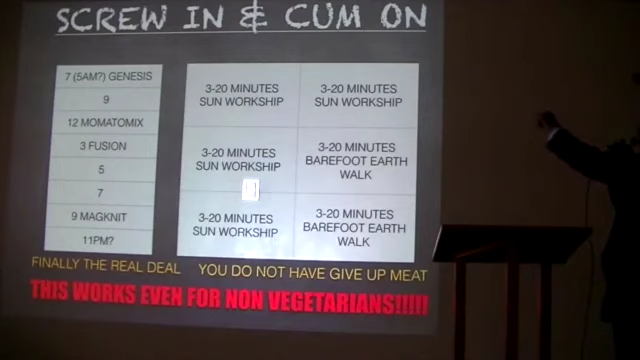 SCREW IN & CUM ON
7 (5AM?) GENESIS
9
12 MOMATOMIX
3 FUSION
5
7
9 MAGKNIT
11PM?
3-20 MINUTES
SUN WORKSHIP
3-20 MINUTES
SUN WORKSHIP
3-20 MINUTES
SUN WORKSHIP
3-20 MINUTES
BAREFOOT EARTH
WALK
3-20 MINUTES
SUN WORKSHIP
3-20 MINUTES
BAREFOOT EARTH
WALK
FINALLY THE REAL DEAL YOU DO NOT HAVE GIVE UP MEAT
THIS WORKS EVEN FOR NON VEGETARIANS!!!!!